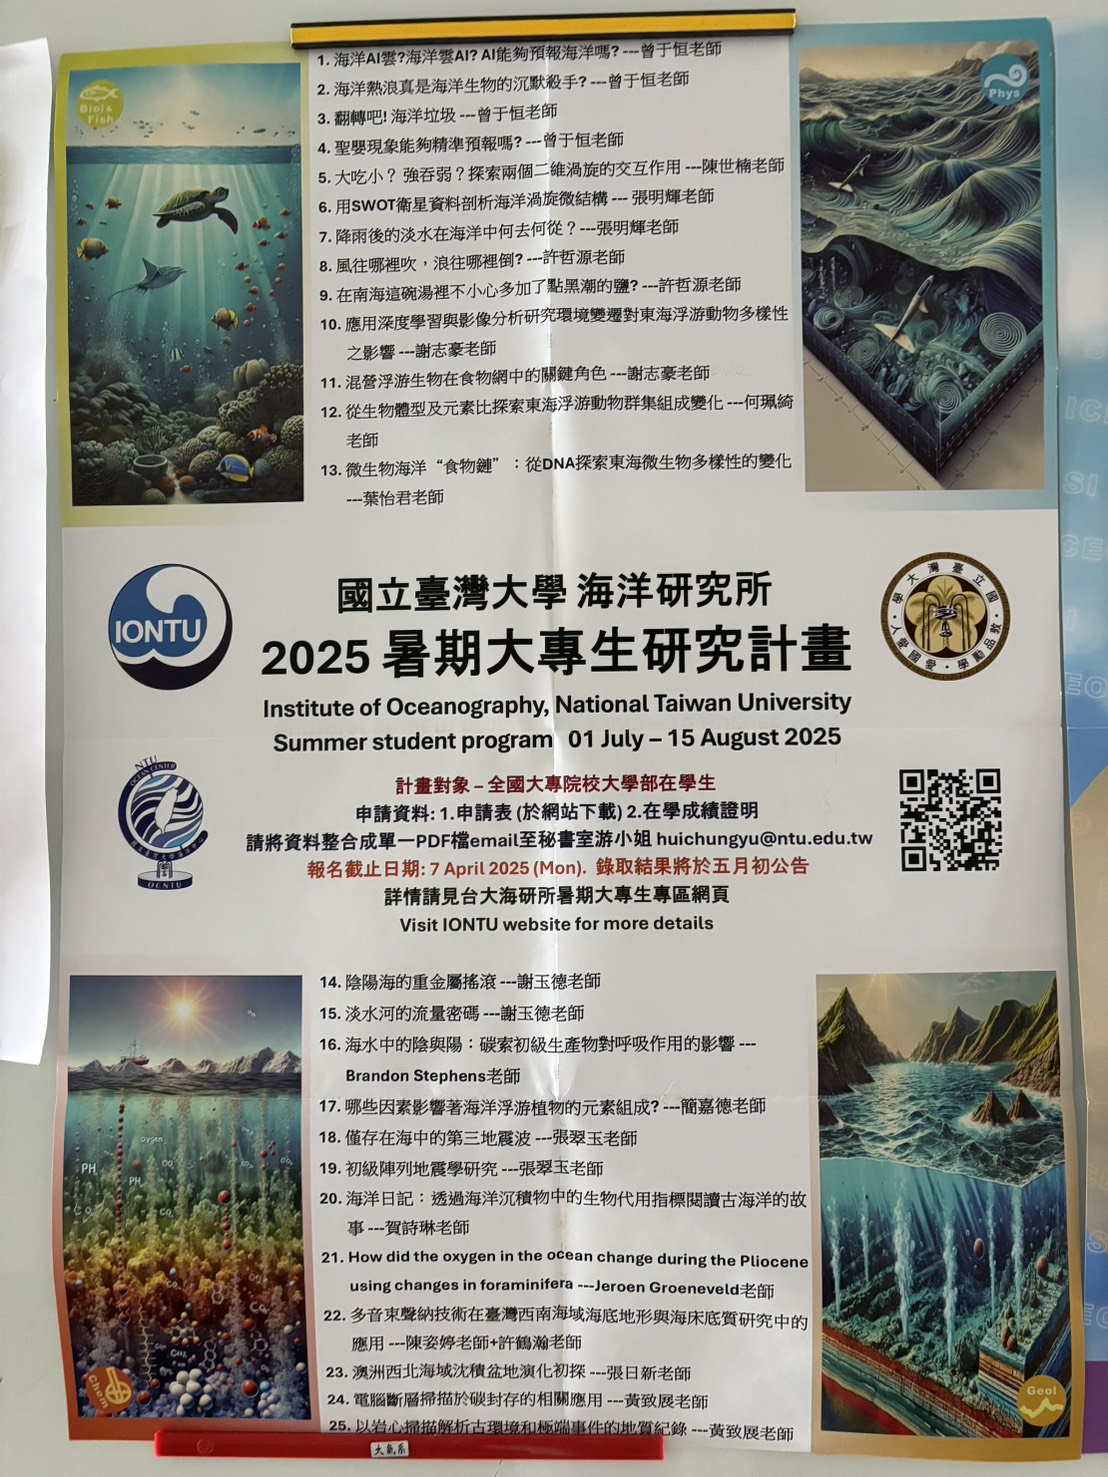 1. 海洋AI雲?海洋雲AI? AI能夠預報海洋嗎? ---曾于恒老師
2. 海洋熱浪真是海洋生物的沉默殺手? ---曾于恒老師
3. 翻轉吧! 海洋垃圾 ---曾于恒老師
4. 聖嬰現象能夠精準預報嗎? ---曾于恒老師
5. 大吃小? 強吞弱? 探索兩個二維渦旋的交互作用 ---陳世楠老師
6. 用SWOT衛星資料剖析海洋渦旋微結構--- 張明輝老師
7. 降雨後的淡水在海洋中何去何從? ---張明輝老師
8. 風往哪裡吹，浪往哪裡倒? ---許哲源老師
9. 在南海這碗湯裡不小心多加了點黑潮的鹽? ---許哲源老師
10. 應用深度學習與影像分析研究環境變遷對東海浮游動物多樣性
之影響 ---謝志豪老師
11. 混營浮游生物在食物網中的關鍵角色 ---謝志豪老師
12. 從生物體型及元素比探索東海浮游動物群集組成變化 ---何珮綺
老師
13. 微生物海洋“食物鏈”：從DNA探索東海微生物多樣性的變化
---葉怡君老師
Biol &
Fish
Phys
IONTU
國立臺灣大學 海洋研究所
2025 暑期大專生研究計畫
Institute of Oceanography, National Taiwan University
Summer student program 01 July – 15 August 2025
國立臺灣大學
敦品勵學・愛國愛人
NTU
OCEAN CENTER
OCNTU
計畫對象 – 全國大專院校大學部在學生
申請資料: 1.申請表 (於網站下載) 2.在學成績證明
請將資料整合成單一PDF檔email至秘書室游小姐 huichungyu@ntu.edu.tw
報名截止日期: 7 April 2025 (Mon). 錄取結果將於五月初公告
詳情請見台大海研所暑期大專生專區網頁
Visit IONTU website for more details
14. 陰陽海的重金屬搖滾 ---謝玉德老師
15. 淡水河的流量密碼 ---謝玉德老師
16. 海水中的陰與陽：碳索初級生產物對呼吸作用的影響 ---
Brandon Stephens老師
17. 哪些因素影響著海洋浮游植物的元素組成? ---簡嘉德老師
18. 僅存在海中的第三地震波 ---張翠玉老師
19. 初級陣列地震學研究 ---張翠玉老師
20. 海洋日記：透過海洋沉積物中的生物代用指標閱讀古海洋的故
事 ---賀詩琳老師
21. How did the oxygen in the ocean change during the Pliocene
using changes in foraminifera ---Jeroen Groeneveld老師
22. 多音束聲納技術在臺灣西南海域海底地形與海床底質研究中的
應用 ---陳姿婷老師+許鶴瀚老師
23. 澳洲西北海域沈積盆地演化初探 ---張日新老師
24. 電腦斷層掃描於碳封存的相關應用 ---黃致展老師
25. 以岩心掃描解析古環境和極端事件的地質紀錄 ---黃致展老師
Oxygen
PH
PH
Chem
Geol
大氣系